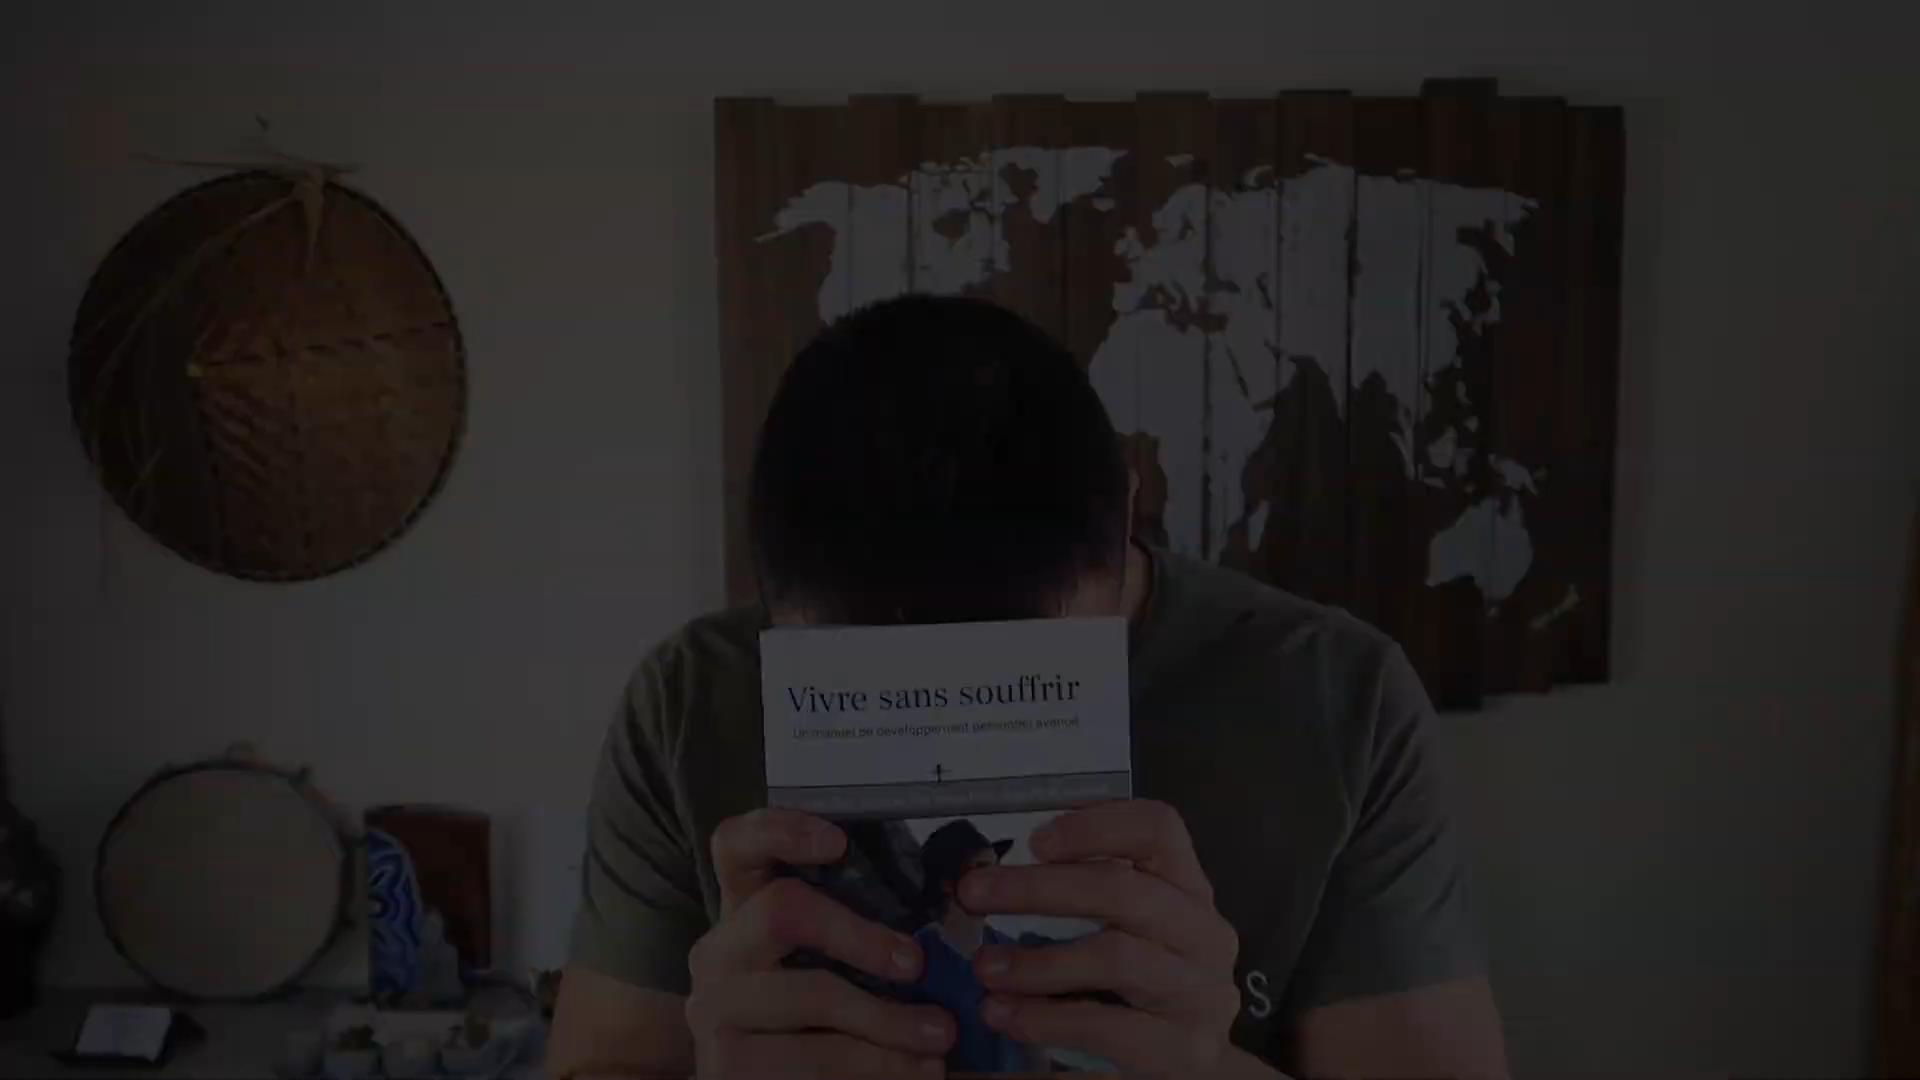 Vivre sans souffrir
Un manuel de développement personnel avancé
S